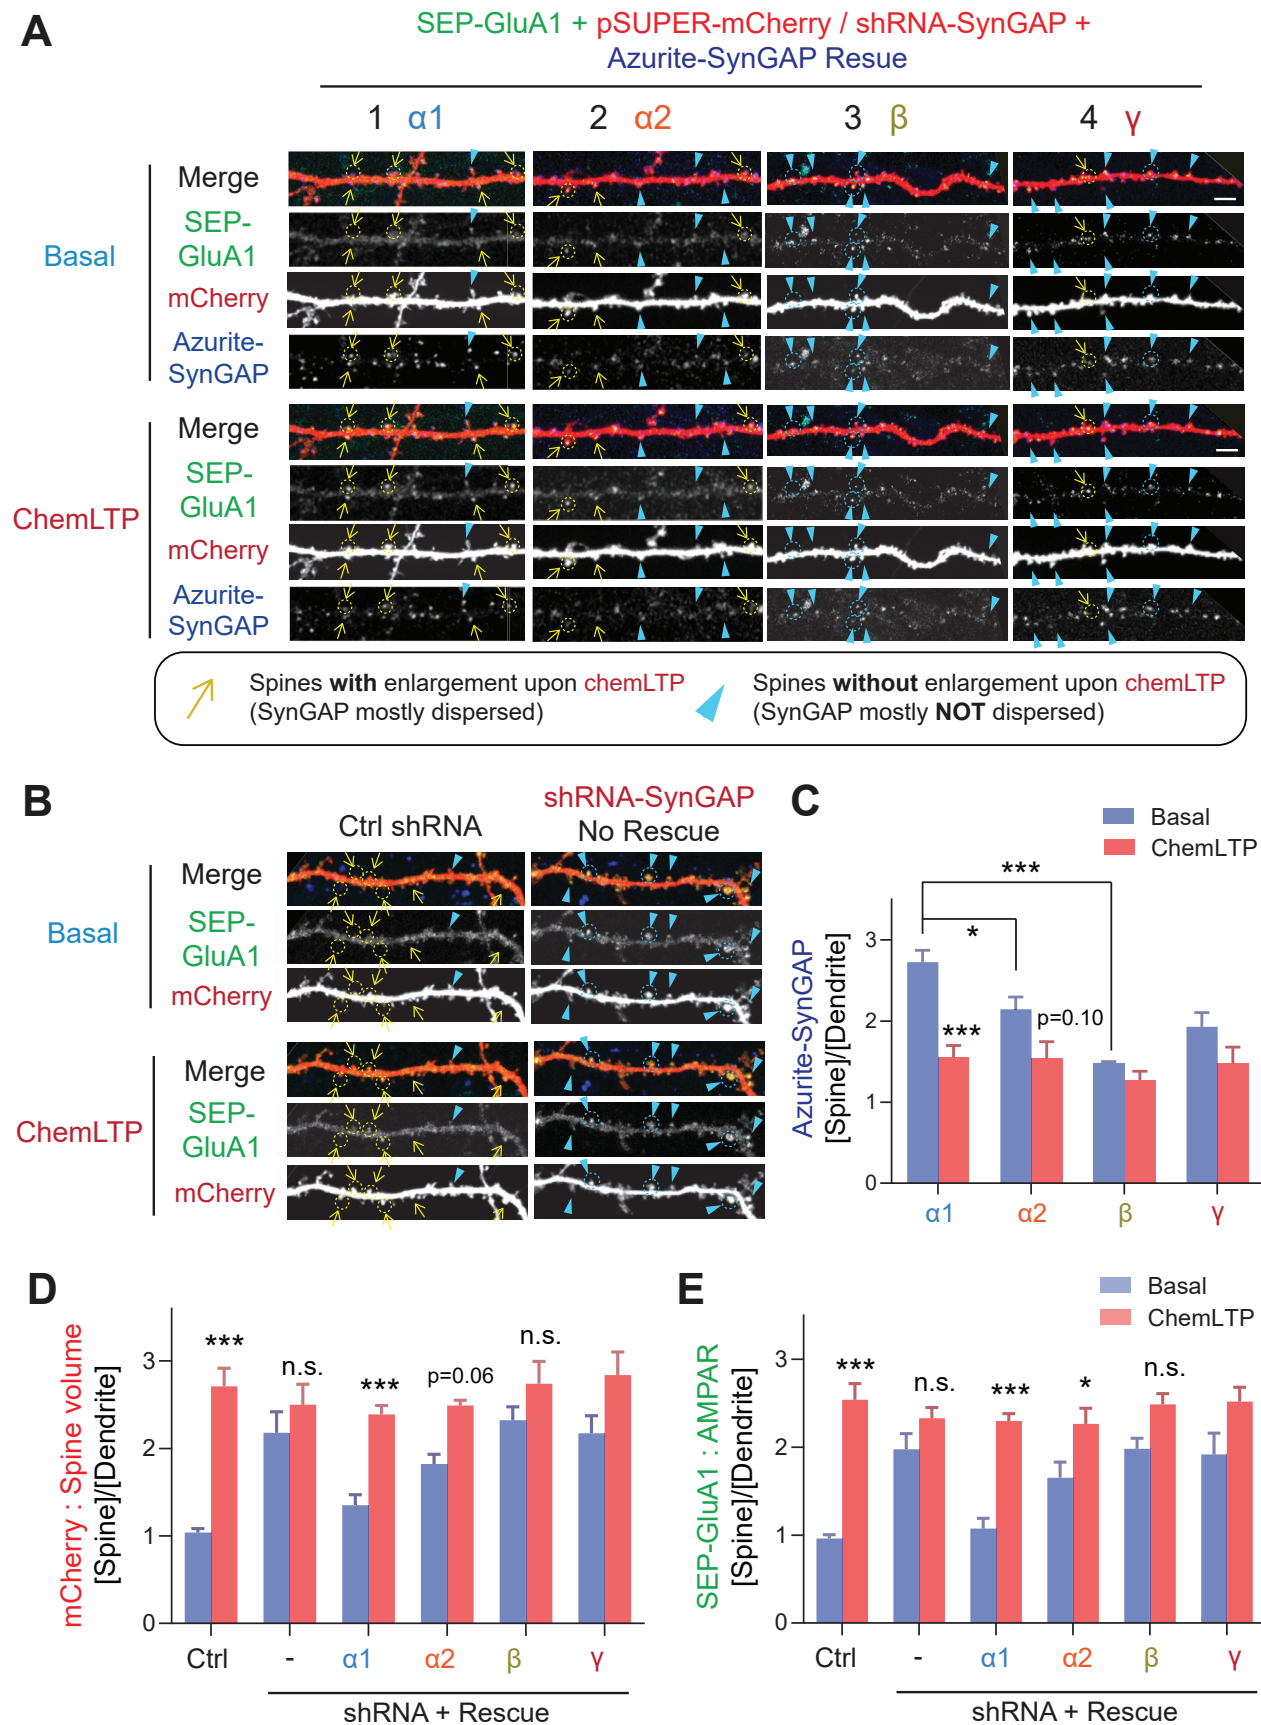 A
SEP-GluA1 + pSUPER-mCherry / shRNA-SynGAP +
Azurite-SynGAP Resue
1 α1
2 α2
3 β
4 γ
Basal
Merge
SEP-
GluA1
mCherry
Azurite-
SynGAP
ChemLTP
Merge
SEP-
GluA1
mCherry
Azurite-
SynGAP
Spines with enlargement upon chemLTP
(SynGAP mostly dispersed)
Spines without enlargement upon chemLTP
(SynGAP mostly NOT dispersed)
B
Ctrl shRNA
shRNA-SynGAP
No Rescue
Basal
Merge
SEP-
GluA1
mCherry
ChemLTP
Merge
SEP-
GluA1
mCherry
C
Basal
ChemLTP
Azurite-SynGAP
[Spine]/[Dendrite]
3
2
1
0
***
*
***
p=0.10
α1 α2 β γ
D
mCherry : Spine volume
[Spine]/[Dendrite]
3
2
1
0
***
n.s.
***
p=0.06
n.s.
Ctrl - α1 α2 β γ
shRNA + Rescue
E
Basal
ChemLTP
SEP-GluA1 : AMPAR
[Spine]/[Dendrite]
3
2
1
0
***
n.s.
***
*
n.s.
Ctrl - α1 α2 β γ
shRNA + Rescue